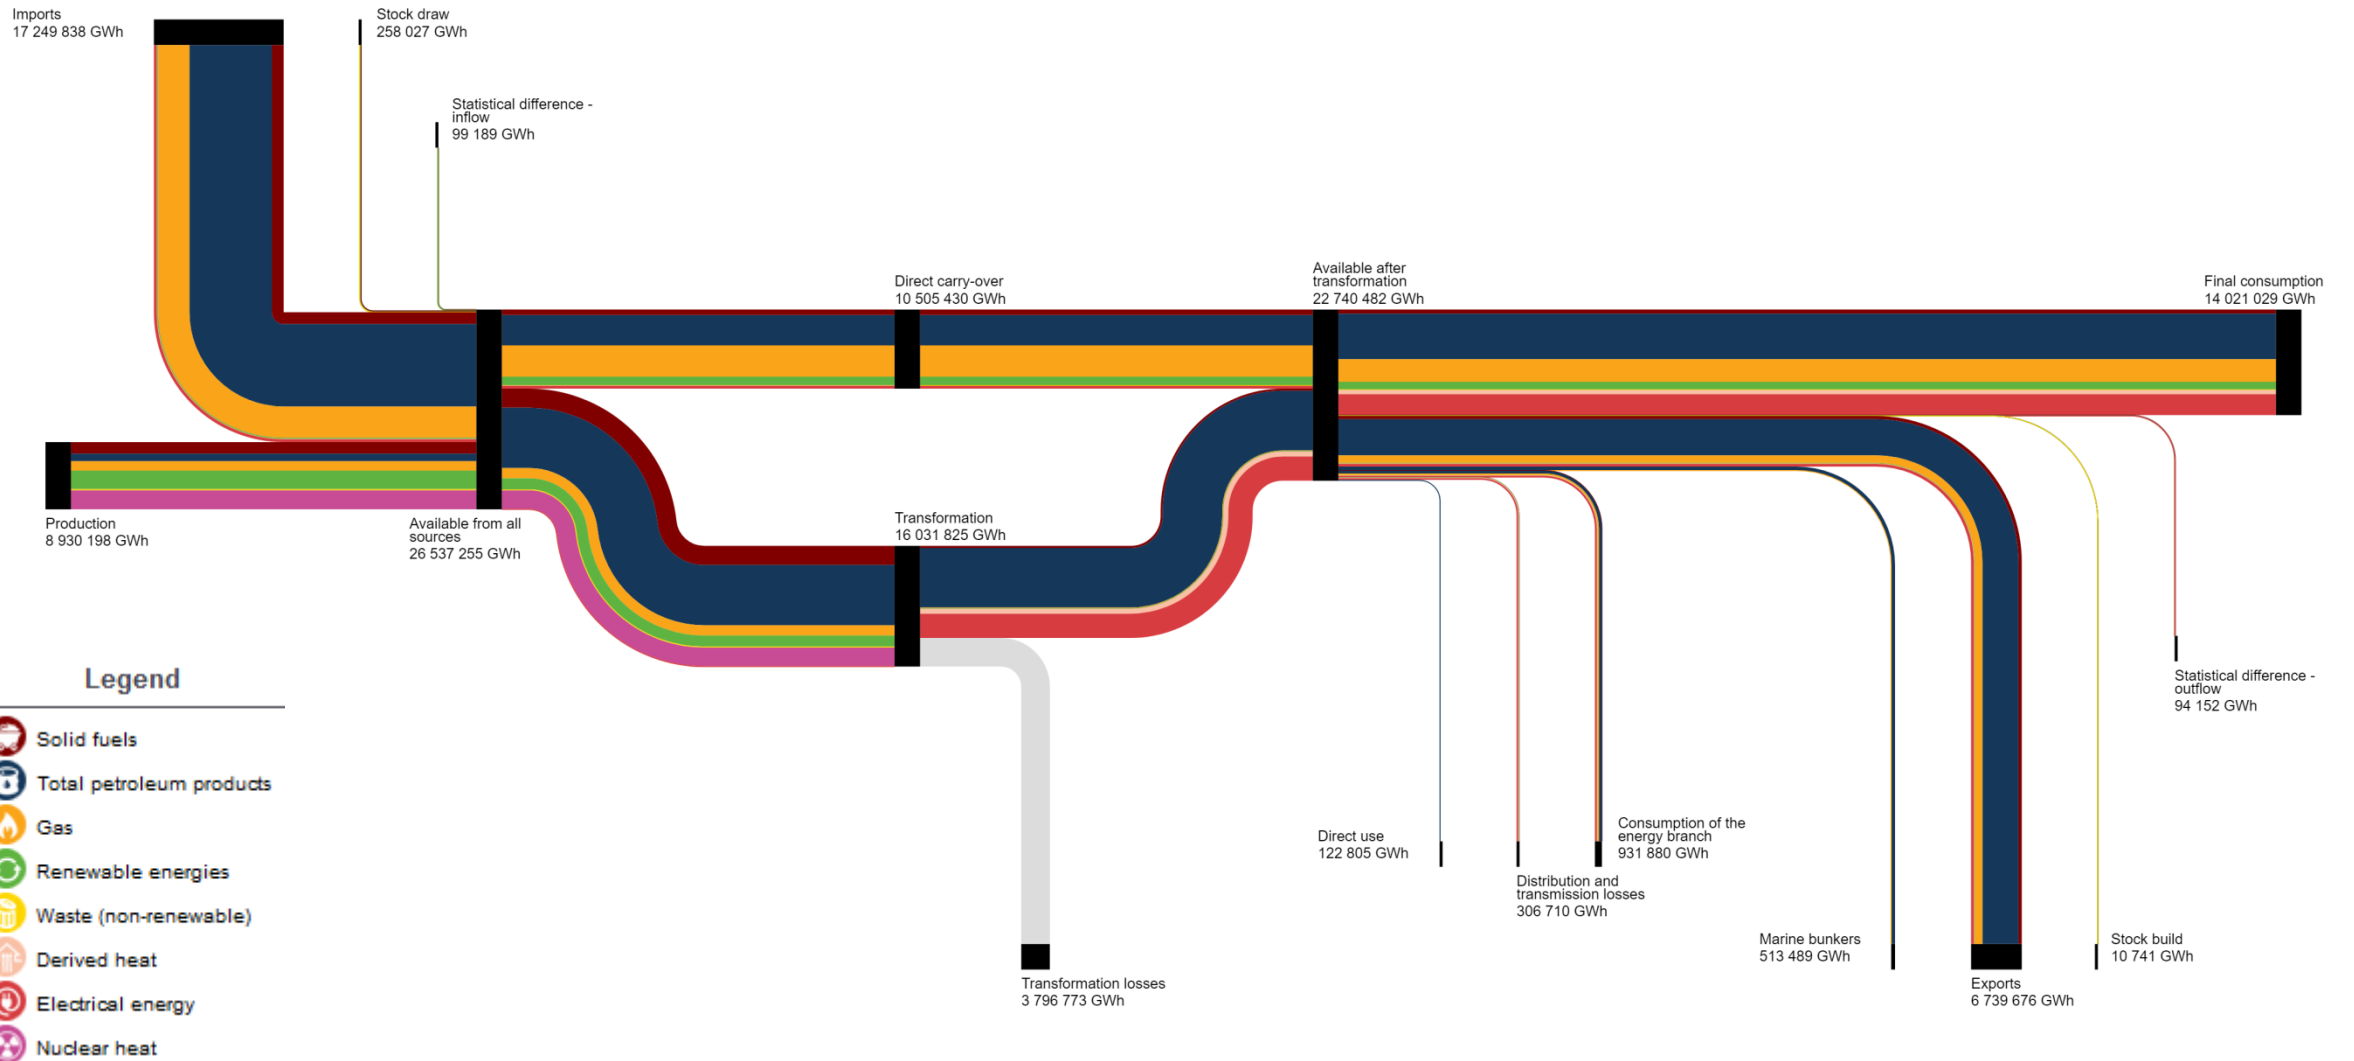 Imports
17 249 838 GWh
Stock draw
258 027 GWh
Statistical difference -
inflow
99 189 GWh
Direct carry-over
10 505 430 GWh
Available after
transformation
22 740 482 GWh
Final consumption
14 021 029 GWh
Production
8 930 198 GWh
Available from all
sources
26 537 255 GWh
Transformation
16 031 825 GWh
Statistical difference -
outflow
94 152 GWh
Direct use
122 805 GWh
Consumption of the
energy branch
931 880 GWh
Distribution and
transmission losses
306 710 GWh
Marine bunkers
513 489 GWh
Stock build
10 741 GWh
Transformation losses
3 796 773 GWh
Exports
6 739 676 GWh
Legend
Solid fuels
Total petroleum products
Gas
Renewable energies
Waste (non-renewable)
Derived heat
Electrical energy
Nuclear heat